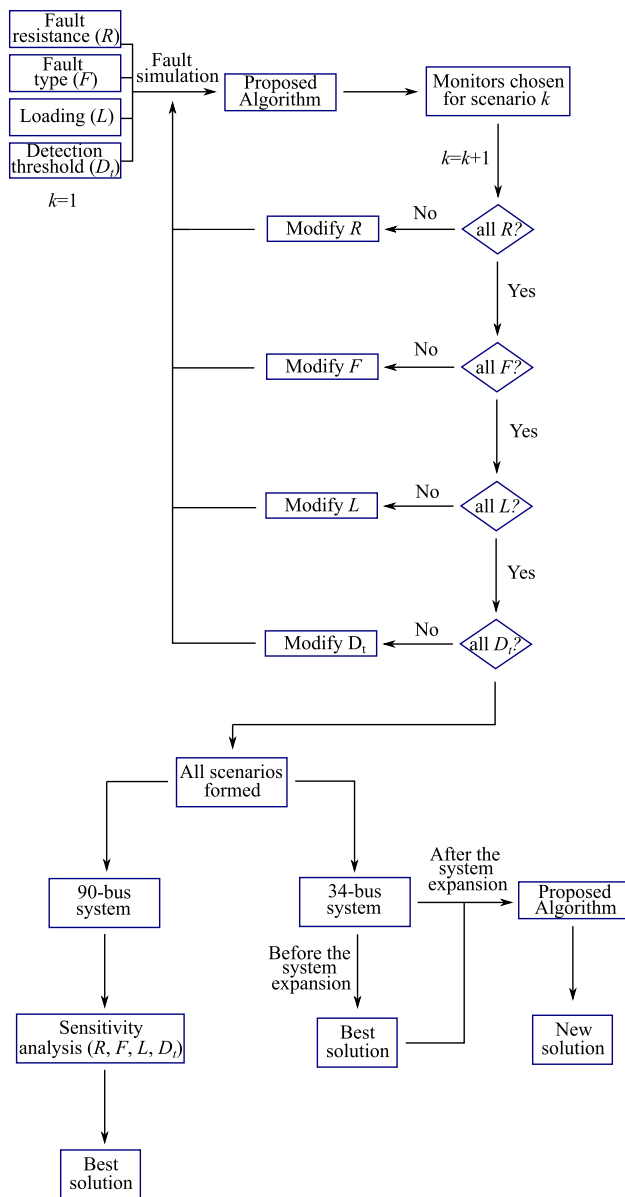 Fault
resistance (R)
Fault
type (F)
Loading (L)
Detection
threshold (Dt)
k=1
Fault
simulation
Proposed
Algorithm
Monitors chosen
for scenario k
k=k+1
all R?
No
Modify R
Yes
all F?
No
Modify F
Yes
all L?
No
Modify L
Yes
all Dt?
No
Modify Dt
All scenarios
formed
90-bus
system
34-bus
system
After the
system
expansion
Proposed
Algorithm
Before the
system
expansion
Sensitivity
analysis (R, F, L, Dt)
Best
solution
New
solution
Best
solution